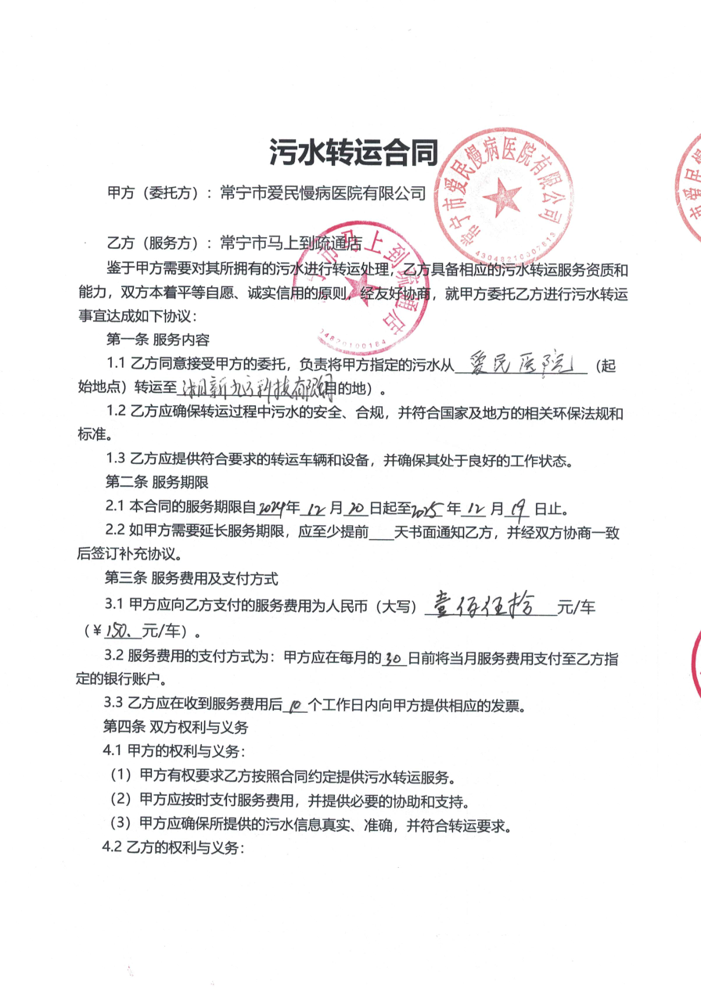 污水转运合同
甲方（委托方）：常宁市爱民慢病医院有限公司
常宁市爱民慢病医院有限公司
43048210007613
乙方（服务方）：常宁市马上到疏通店
宁市马上到疏通店
鉴于甲方需要对其所拥有的污水进行转运处理，乙方具备相应的污水转运服务资质和
能力，双方本着平等自愿、诚实信用的原则，经友好协商，就甲方委托乙方进行污水转运
事宜达成如下协议：
第一条 服务内容
1.1 乙方同意接受甲方的委托，负责将甲方指定的污水从 爱民医院 （起
始地点）转运至 新九方科技有限 目的地）。
1.2 乙方应确保转运过程中污水的安全、合规，并符合国家及地方的相关环保法规和
标准。
1.3 乙方应提供符合要求的转运车辆和设备，并确保其处于良好的工作状态。
第二条 服务期限
2.1 本合同的服务期限自2024年 12 月 20 日起至2025 年 12 月 19 日止。
2.2 如甲方需要延长服务期限，应至少提前___天书面通知乙方，并经双方协商一致
后签订补充协议。
第三条 服务费用及支付方式
3.1 甲方应向乙方支付的服务费用为人民币（大写） 壹佰伍拾 元/车
（¥150. 元/车）。
3.2 服务费用的支付方式为：甲方应在每月的 30 日前将当月服务费用支付至乙方指
定的银行账户。
3.3 乙方应在收到服务费用后 10 个工作日内向甲方提供相应的发票。
第四条 双方权利与义务
4.1 甲方的权利与义务：
（1）甲方有权要求乙方按照合同约定提供污水转运服务。
（2）甲方应按时支付服务费用，并提供必要的协助和支持。
（3）甲方应确保所提供的污水信息真实、准确，并符合转运要求。
4.2 乙方的权利与义务：